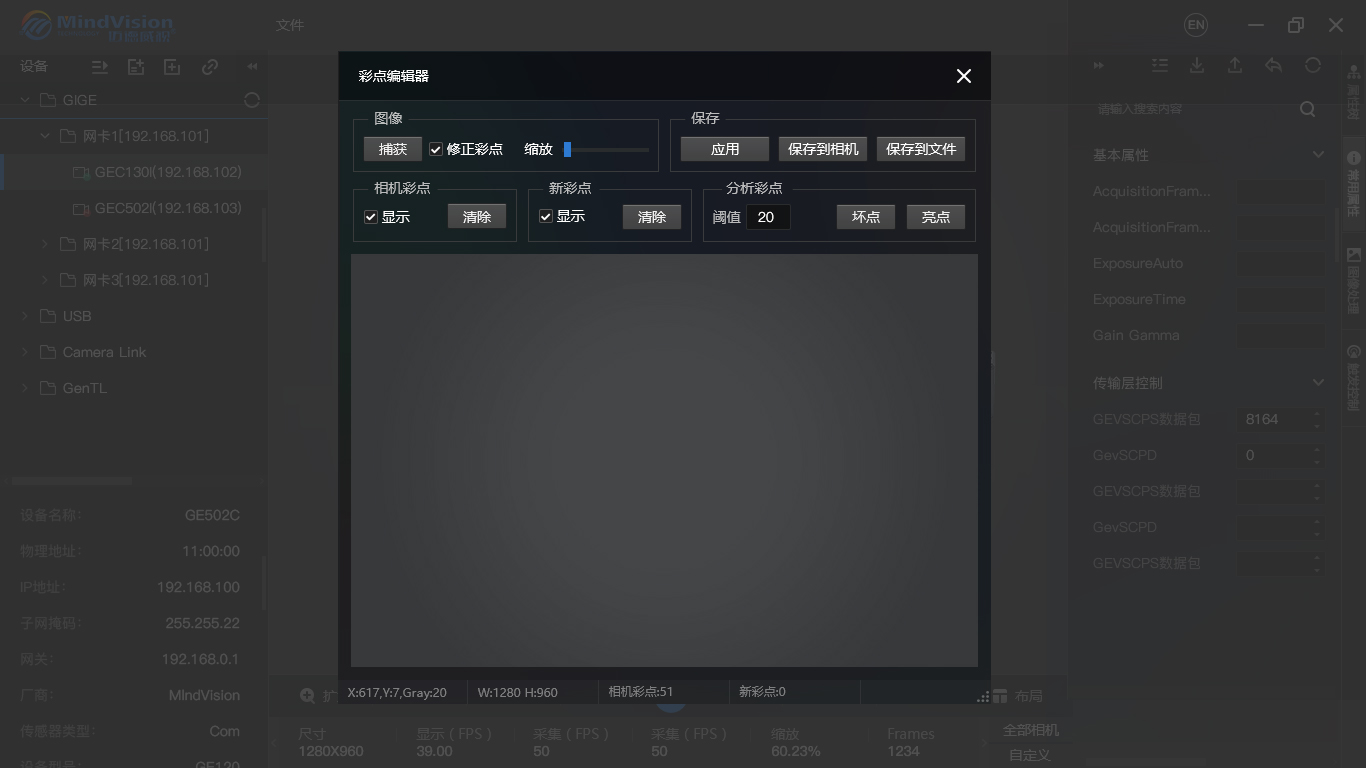 MindVision
文件
EN
设备
GIGE
网卡1[192.168.101]
GEC130I(192.168.102)
GEC502I(192.168.103)
网卡2[192.168.101]
网卡3[192.168.101]
USB
Camera Link
GenTL
设备名称: GE502C
物理地址: 11:00:00
IP地址: 192.168.100
子网掩码: 255.255.22
网关: 192.168.0.1
厂商: MIndVision
传感器类型: Com
设备型号: GE120
彩点编辑器
图像
捕获 修正彩点 缩放
保存
应用 保存到相机 保存到文件
相机彩点
显示 清除
新彩点
显示 清除
分析彩点
阈值 20 坏点 亮点
X:617,Y:7,Gray:20 W:1280 H:960 相机彩点:51 新彩点:0
扩
布局
尺寸 显示（FPS） 采集（FPS） 采集（FPS） 缩放 Frames
1280X960 39.00 50 50 60.23% 1234
全部相机
自定义
请输入搜索内容
基本属性
AcquisitionFram...
AcquisitionFram...
ExposureAuto
ExposureTime
Gain Gamma
传输层控制
GEVSCPS数据包 8164
GevSCPD 0
GEVSCPS数据包
GevSCPD
GEVSCPS数据包
属性树
常用属性
图像处理
触发控制